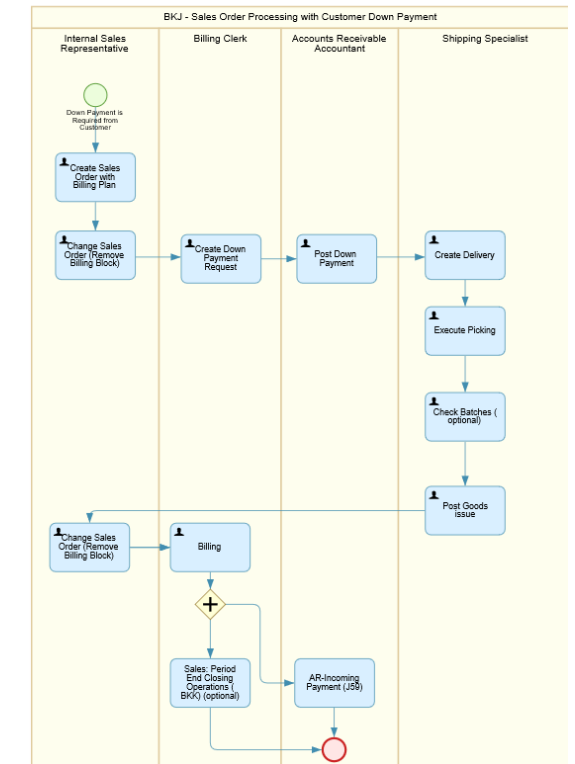 BKJ - Sales Order Processing with Customer Down Payment
Internal Sales
Representative
Billing Clerk
Accounts Receivable
Accountant
Shipping Specialist
Down Payment is
Required from
Customer
Create Sales
Order with
Billing Plan
Change Sales
Order (Remove
Billing Block)
Create Down
Payment
Request
Post Down
Payment
Create Delivery
Execute Picking
Check Batches (
optional)
Post Goods
issue
Change Sales
Order (Remove
Billing Block)
Billing
Sales: Period
End Closing
Operations (
BKK) (optional)
AR-Incoming
Payment (J59)